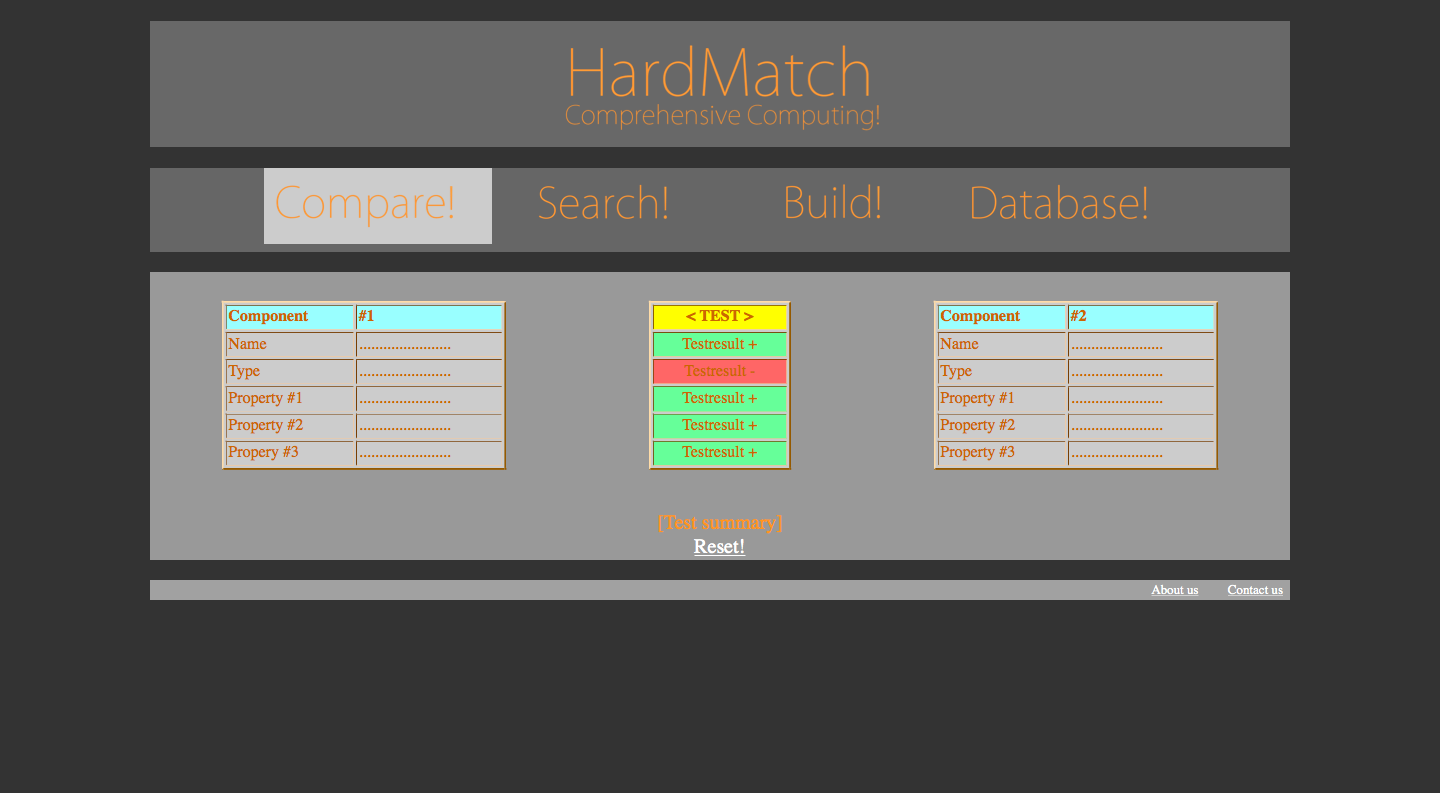 HardMatch
Comprehensive Computing!
Compare! Search! Build! Database!
Component #1
Name .......................
Type .......................
Property #1 .......................
Property #2 .......................
Propery #3 .......................
< TEST >
Testresult +
Testresult -
Testresult +
Testresult +
Testresult +
Component #2
Name .......................
Type .......................
Property #1 .......................
Property #2 .......................
Property #3 .......................
[Test summary]
Reset!
About us Contact us